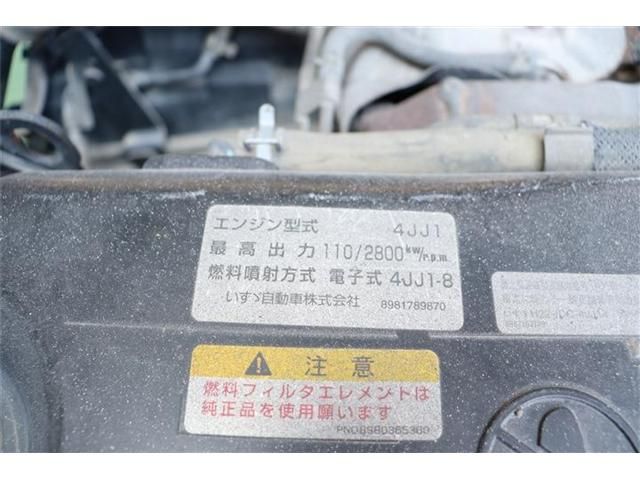 エンジン型式 4JJ1
最高出力 110/2800 kw/r.p.m
燃料噴射方式 電子式 4JJ1-8
いすゞ自動車株式会社 8981789870
注意
燃料フィルタエレメントは
純正品を使用願います